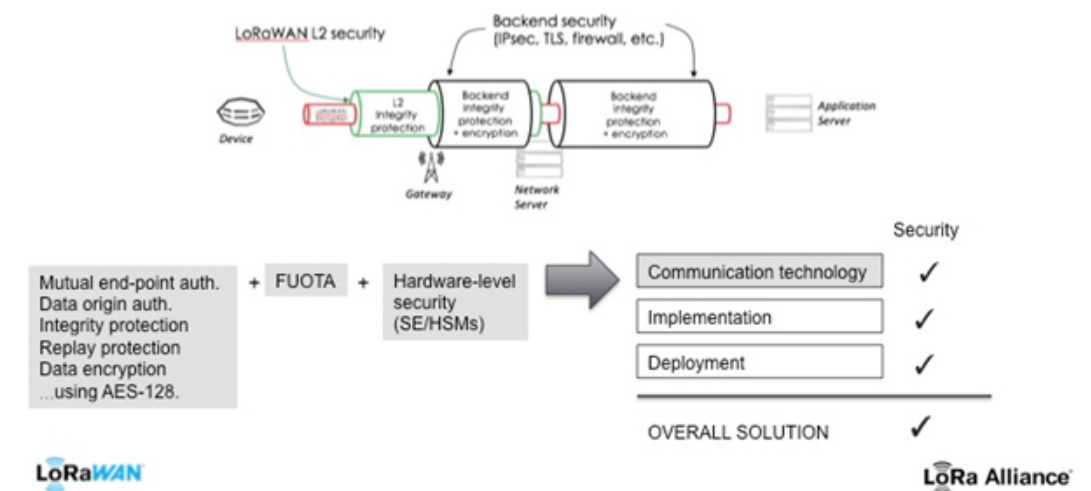 LoRaWAN L2 security
Backend security
(IPsec, TLS, firewall, etc.)
L2
Integrity
protection
Backend
integrity
protection
+ encryption
Backend
integrity
protection
+ encryption
Device
Gateway
Network
Server
Application
Server
Security
Mutual end-point auth.
Data origin auth.
Integrity protection
Replay protection
Data encryption
...using AES-128.
+ FUOTA +
Hardware-level
security
(SE/HSMs)
Communication technology ✓
Implementation ✓
Deployment ✓
OVERALL SOLUTION ✓
LoRaWAN
LoRa Alliance